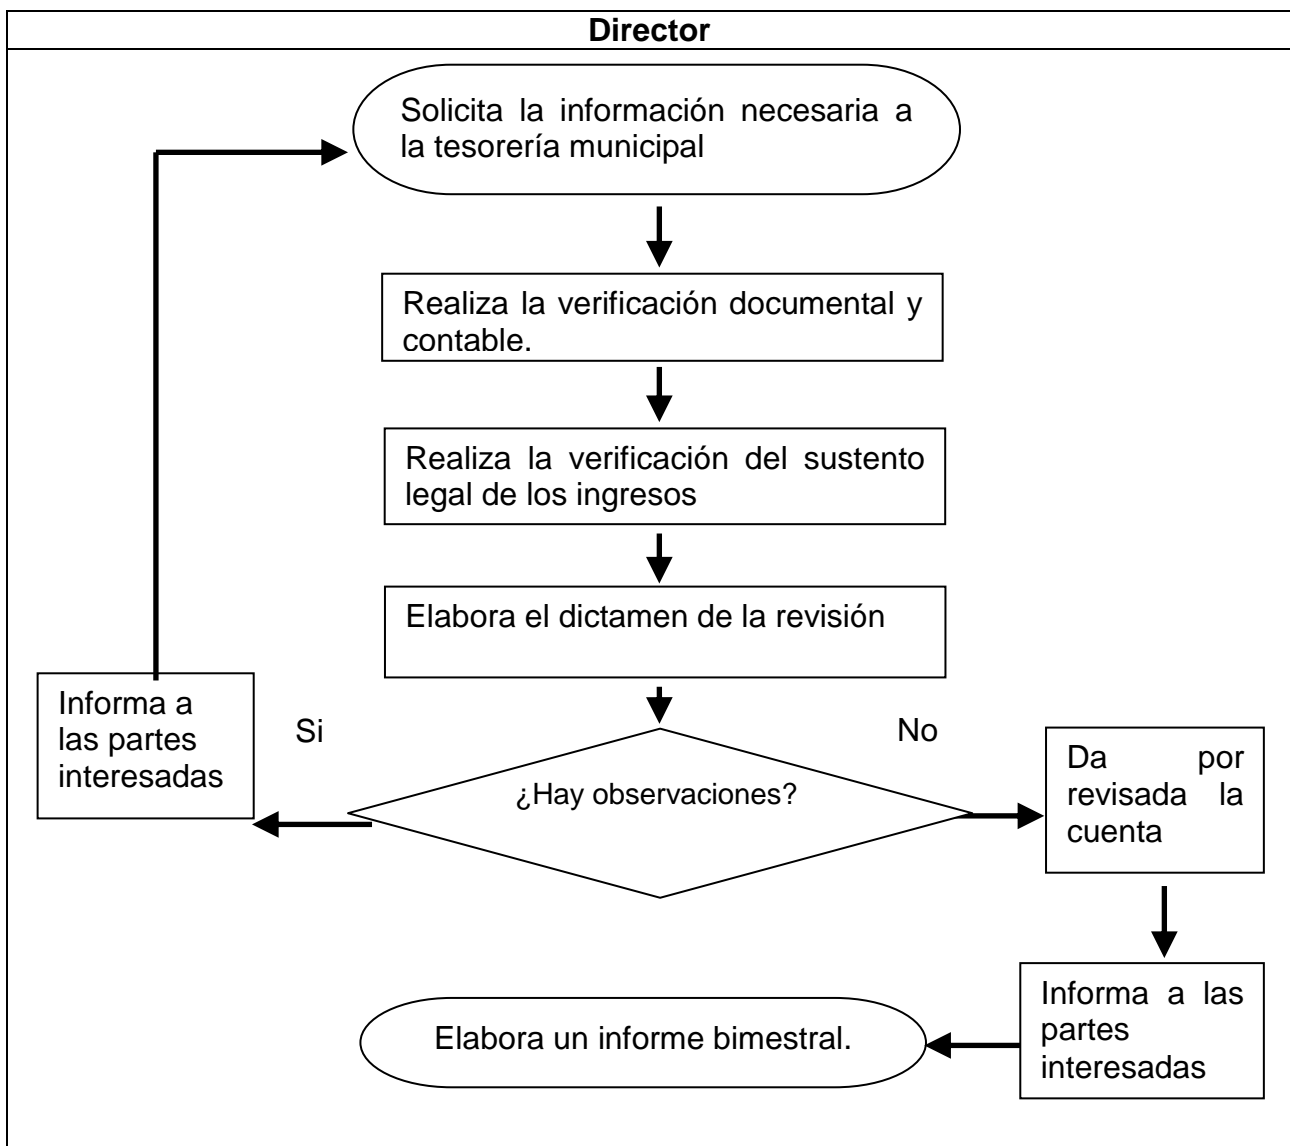 Director
Solicita la información necesaria a
la tesorería municipal
Realiza la verificación documental y
contable.
Realiza la verificación del sustento
legal de los ingresos
Elabora el dictamen de la revisión
Informa a
las partes
interesadas
Si
No
¿Hay observaciones?
Da por
revisada la
cuenta
Informa a las
partes
interesadas
Elabora un informe bimestral.